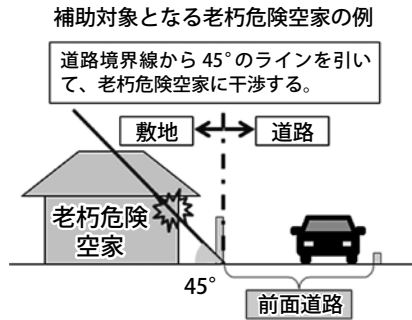 補助対象となる老朽危険空家の例
道路境界線から 45°のラインを引い
て、老朽危険空家に干渉する。
敷地
道路
老朽危険
空家
45°
前面道路